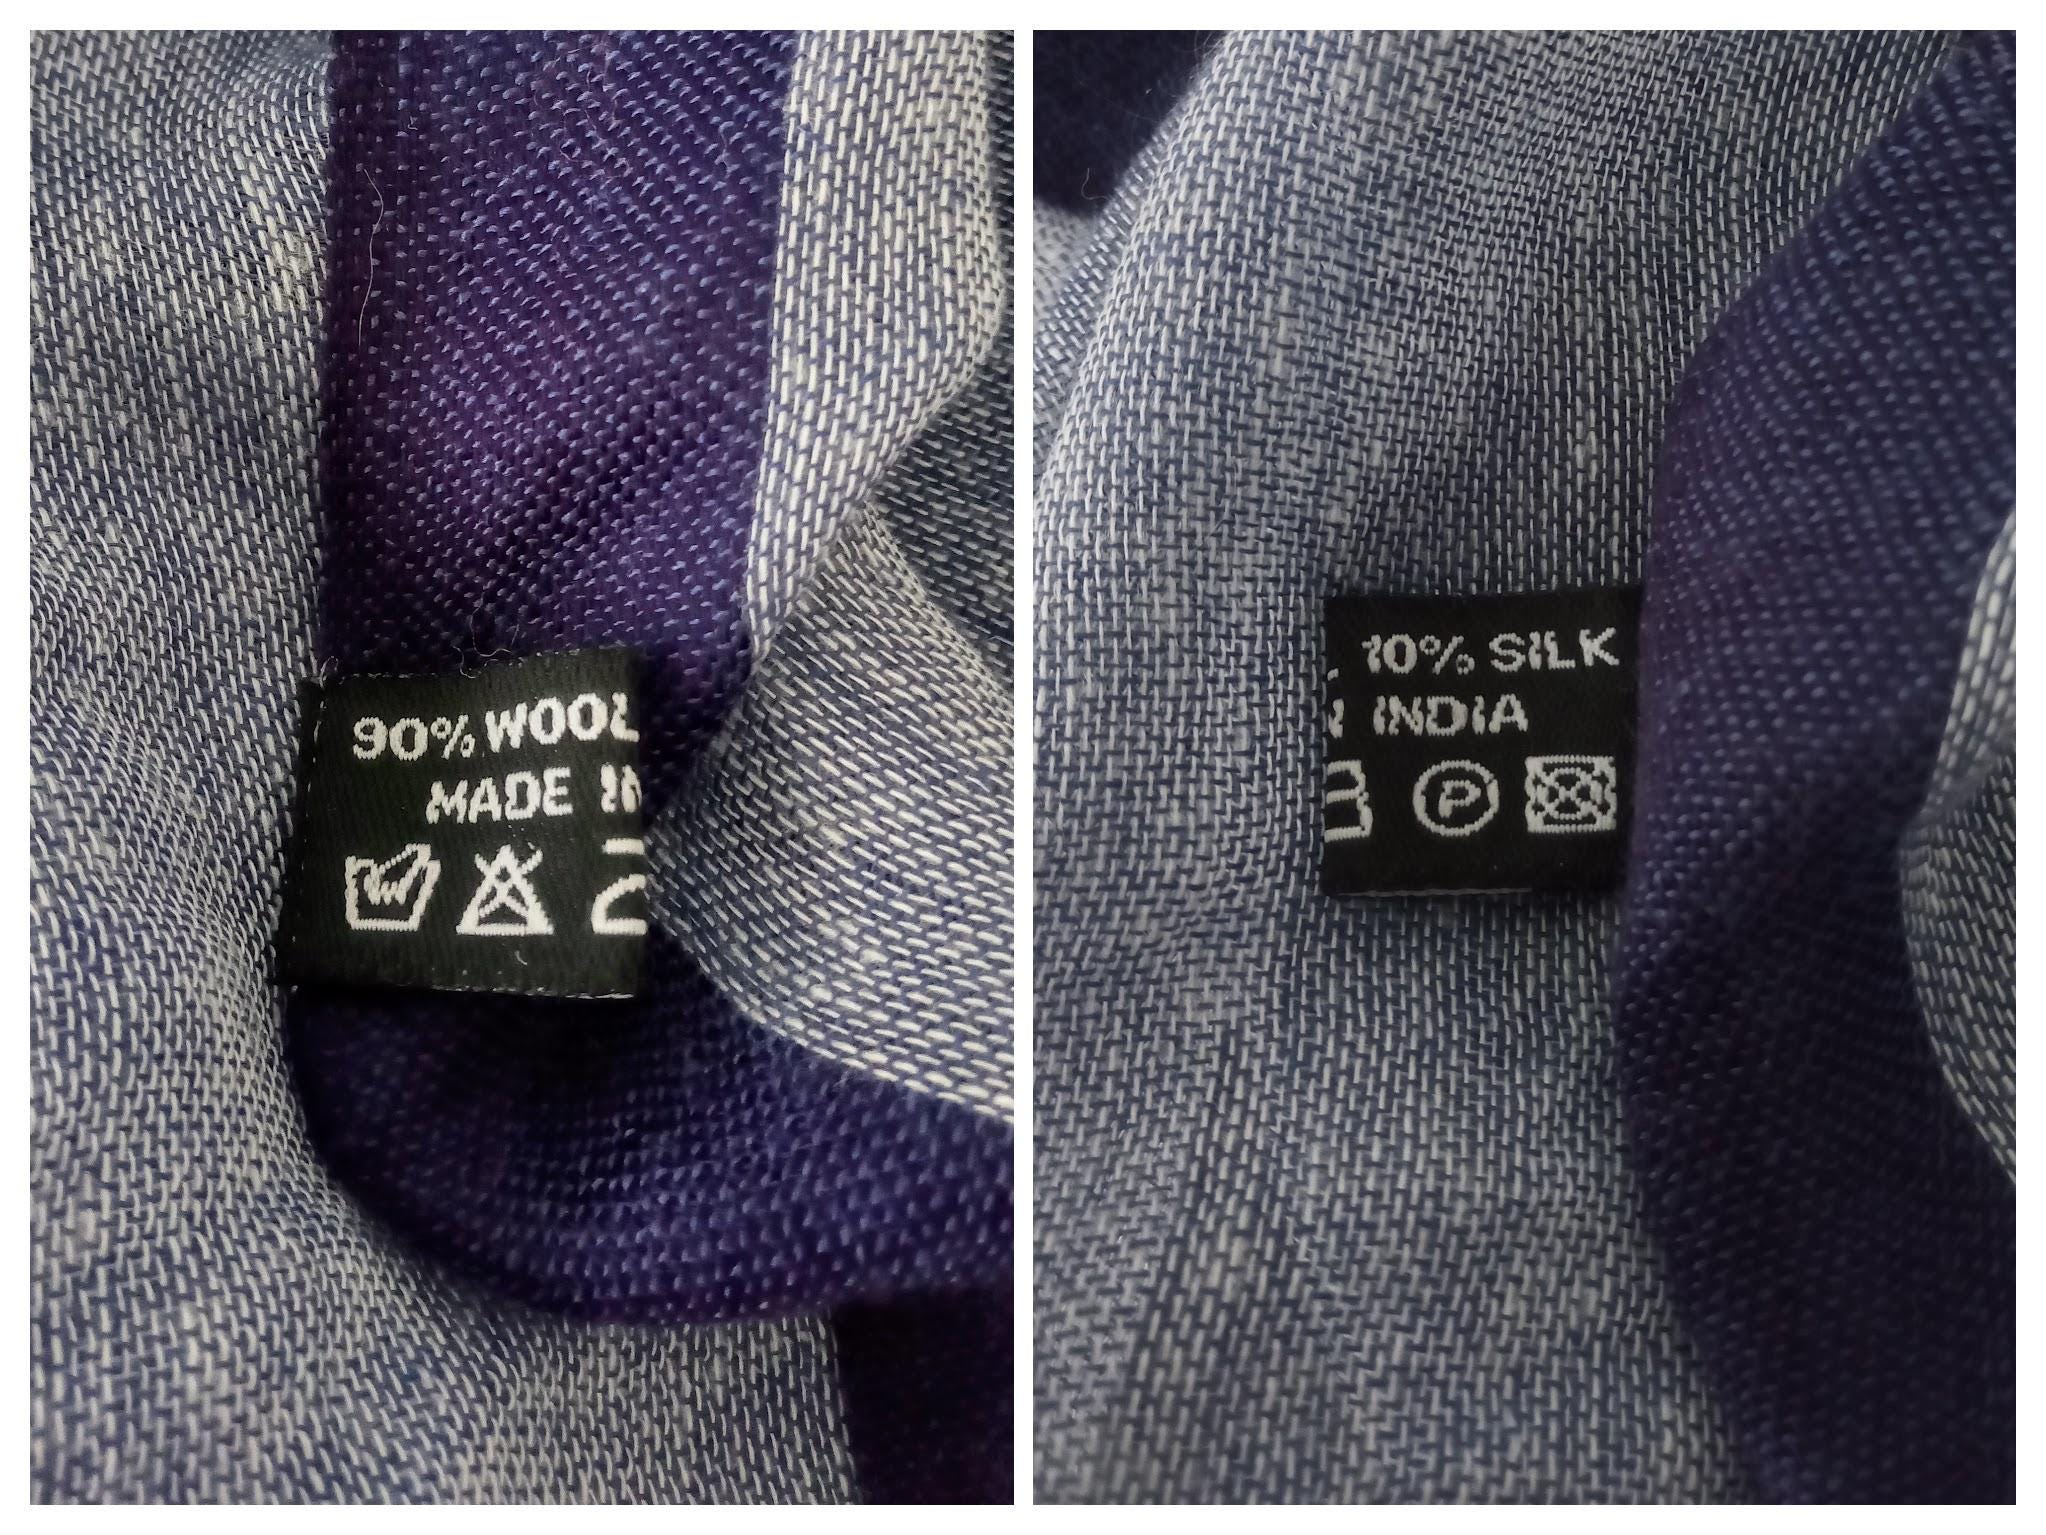 90% WOOL
MADE IN
10% SILK
INDIA
P